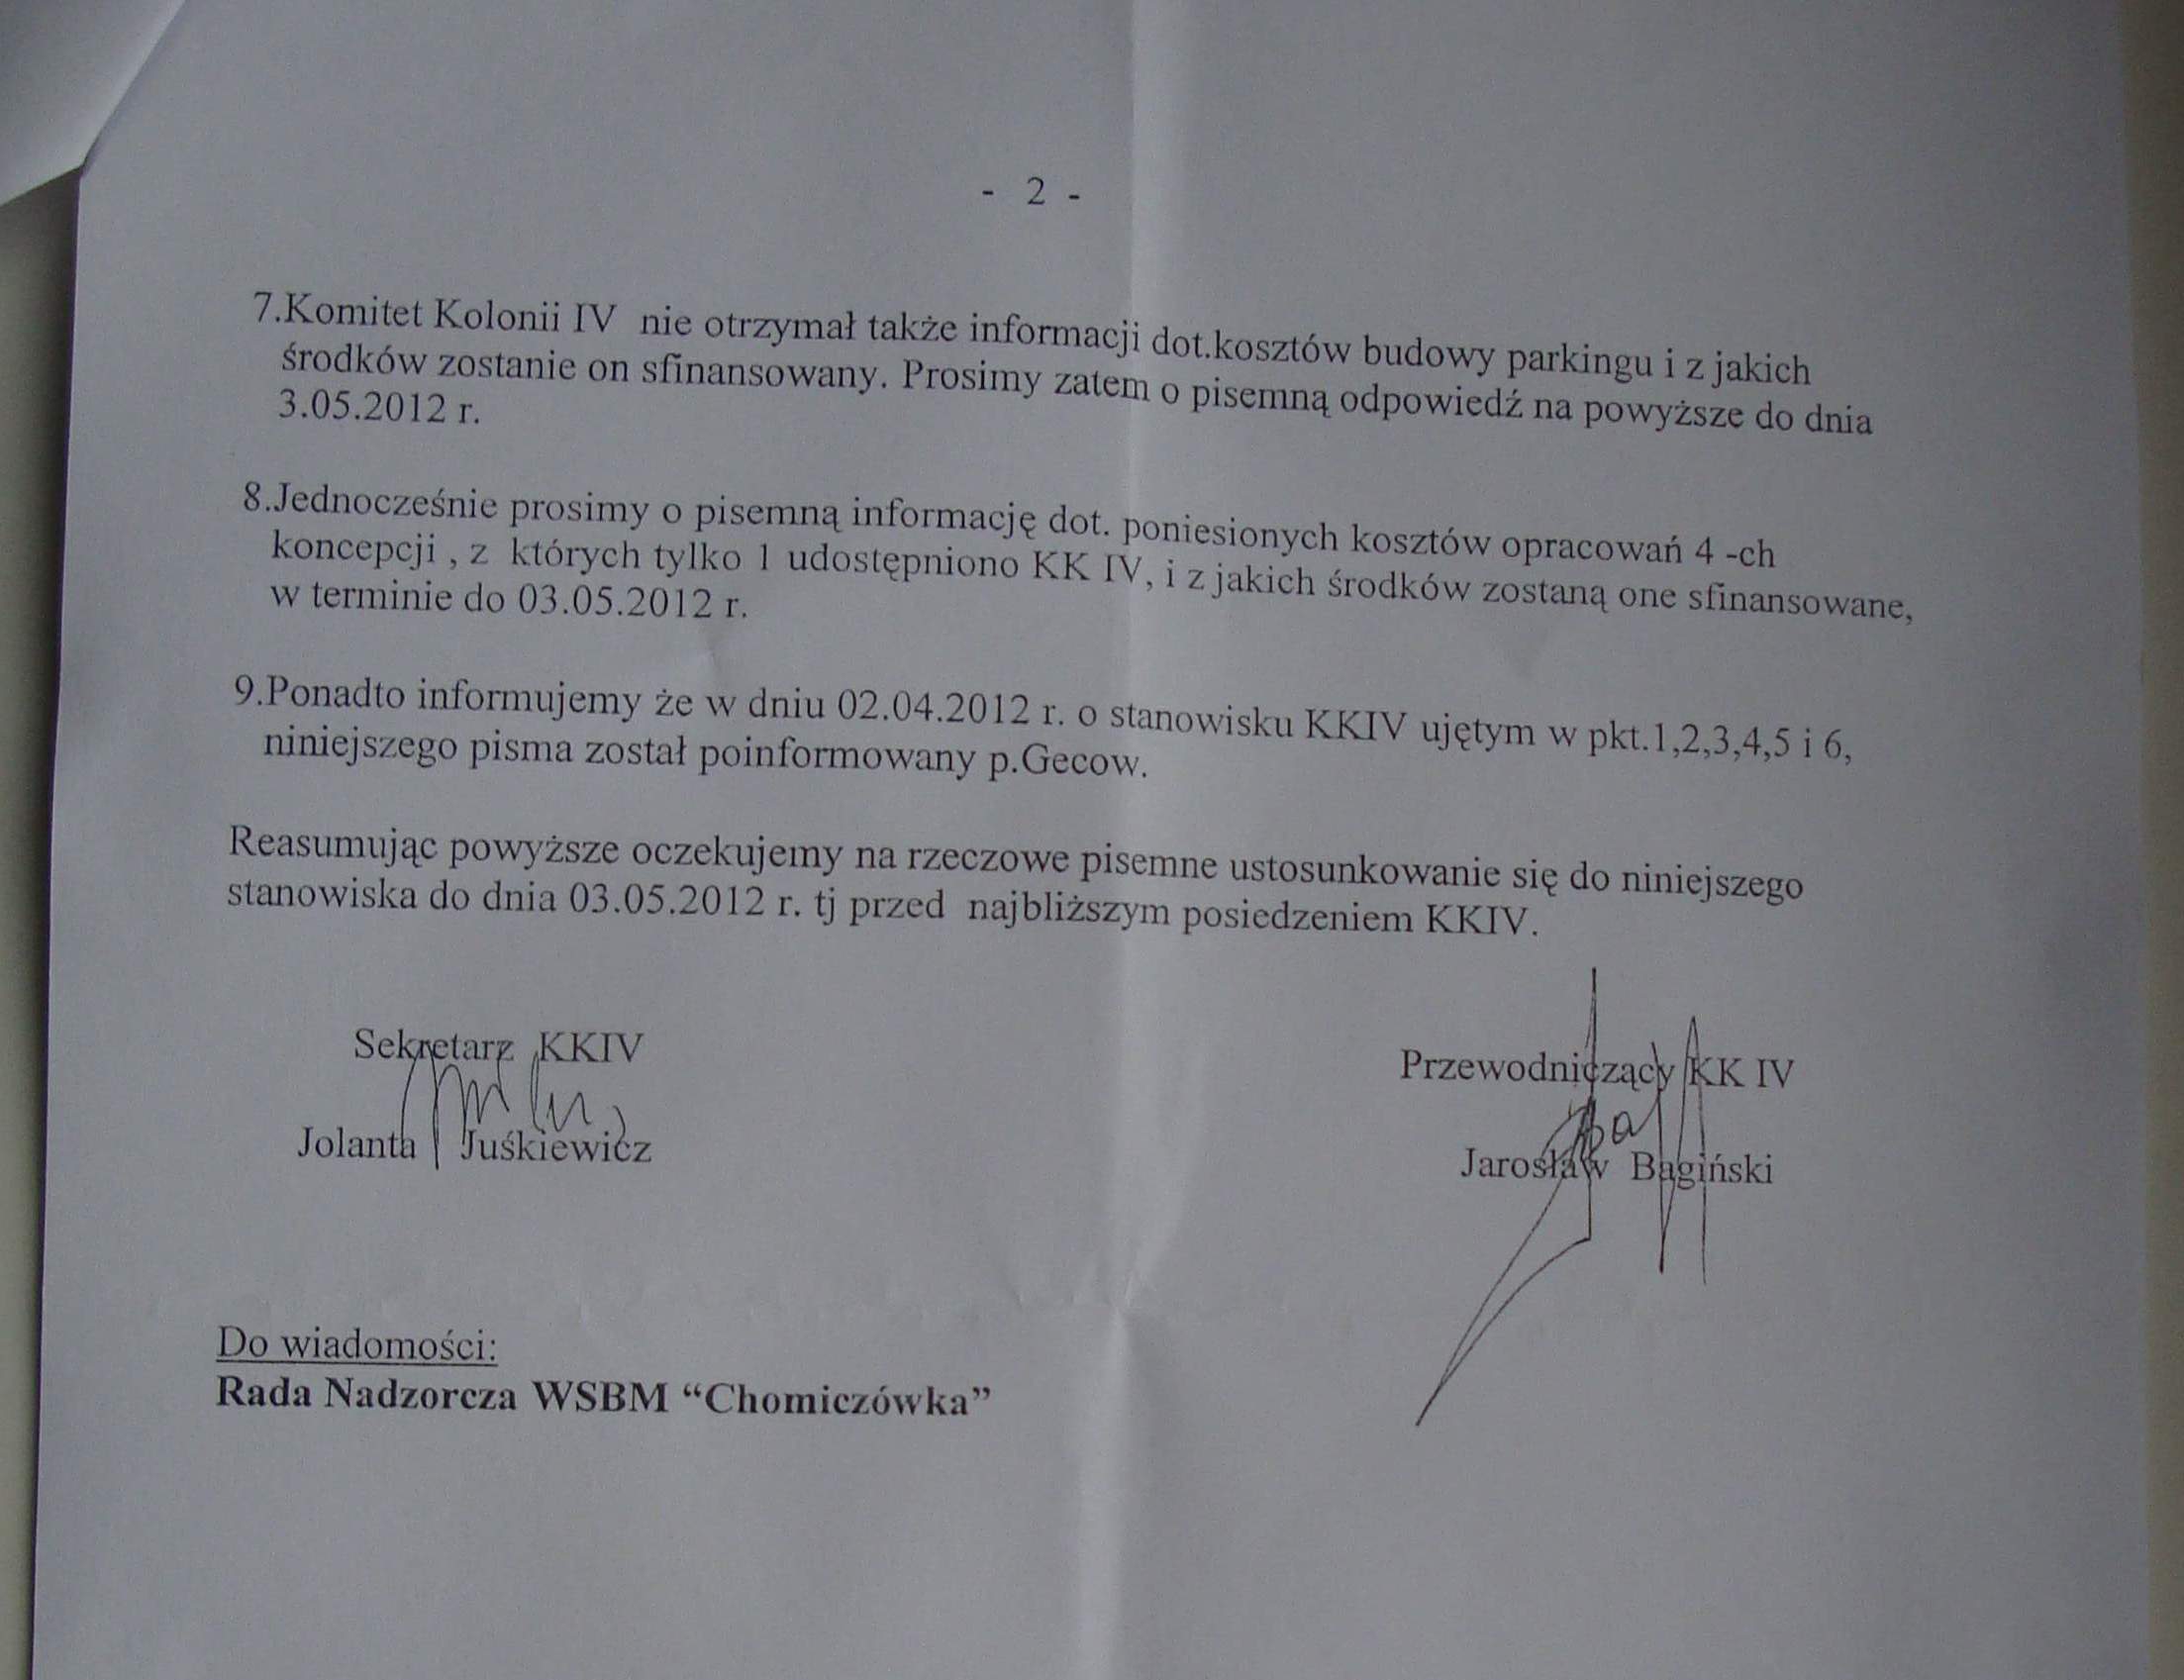 - 2 -
7.Komitet Kolonii IV nie otrzymał także informacji dot.kosztów budowy parkingu i z jakich
środków zostanie on sfinansowany. Prosimy zatem o pisemną odpowiedź na powyższe do dnia
3.05.2012 r.
8.Jednocześnie prosimy o pisemną informację dot. poniesionych kosztów opracowań 4 -ch
koncepcji , z których tylko 1 udostępniono KK IV, i z jakich środków zostaną one sfinansowane,
w terminie do 03.05.2012 r.
9.Ponadto informujemy że w dniu 02.04.2012 r. o stanowisku KKIV ujętym w pkt.1,2,3,4,5 i 6,
niniejszego pisma został poinformowany p.Gecow.
Reasumując powyższe oczekujemy na rzeczowe pisemne ustosunkowanie się do niniejszego
stanowiska do dnia 03.05.2012 r. tj przed najbliższym posiedzeniem KKIV.
Sekretarz KKIV
Jolanta Juśkiewicz
Przewodniczący KK IV
Jarosław Bagiński
Do wiadomości:
Rada Nadzorcza WSBM “Chomiczówka”